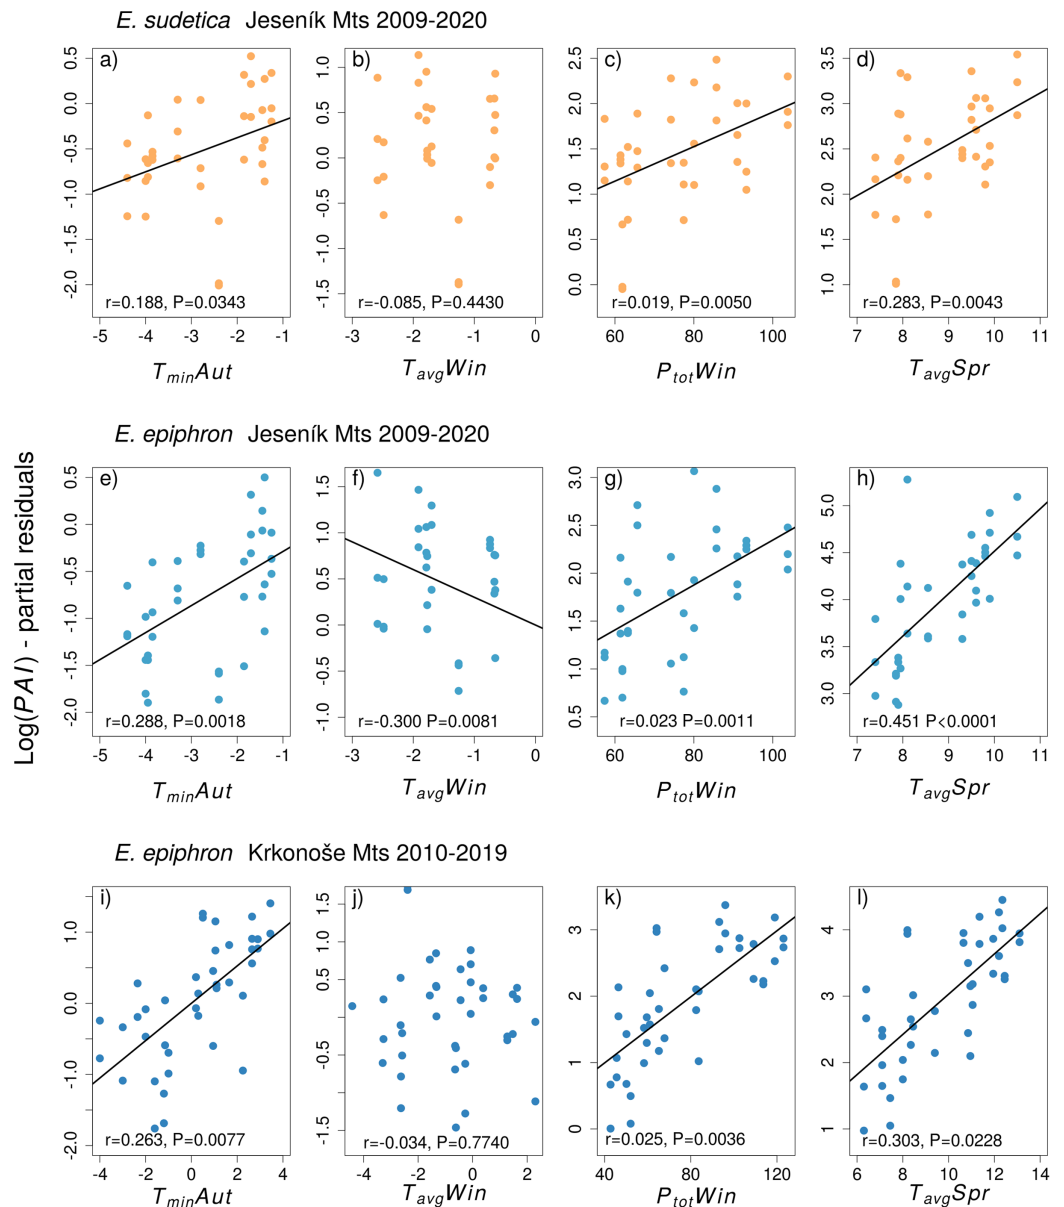 E. sudetica Jeseník Mts 2009-2020
a)
0.5
0.0
-0.5
-1.0
-1.5
-2.0
r=0.188, P=0.0343
-5 -4 -3 -2 -1
TminAut
b)
1.0
0.5
0.0
0.5
1.0
-1.5
r=-0.085, P=0.4430
-3 -2 -1 0
TavgWin
c)
2.5
2.0
1.5
1.0
0.5
0.0
r=0.019, P=0.0050
60 80 100
PtotWin
d)
3.5
3.0
2.5
2.0
1.5
1.0
r=0.283, P=0.0043
7 8 9 10 11
TavgSpr
Log(PAI) - partial residuals
E. epiphron Jeseník Mts 2009-2020
e)
0.5
0.0
-0.5
-1.0
-1.5
-2.0
r=0.288, P=0.0018
-5 -4 -3 -2 -1
TminAut
f)
1.5
1.0
0.5
0.0
0.5
-1.0
r=-0.300 P=0.0081
-3 -2 -1 0
TavgWin
g)
3.0
2.5
2.0
1.5
1.0
0.5
r=0.023 P=0.0011
60 80 100
PtotWin
h)
5.0
4.5
4.0
3.5
3.0
r=0.451 P<0.0001
7 8 9 10 11
TavgSpr
E. epiphron Krkonoše Mts 2010-2019
i)
1.0
0.0
-1.0
-2.0
r=0.263, P=0.0077
-4 -2 0 2 4
TminAut
j)
1.5
0.5
-0.5
-1.5
r=-0.034, P=0.7740
-4 -2 0 2
TavgWin
k)
3
2
1
0
r=0.025, P=0.0036
40 60 80 100 120
PtotWin
l)
4
3
2
1
r=0.303, P=0.0228
6 8 10 12 14
TavgSpr